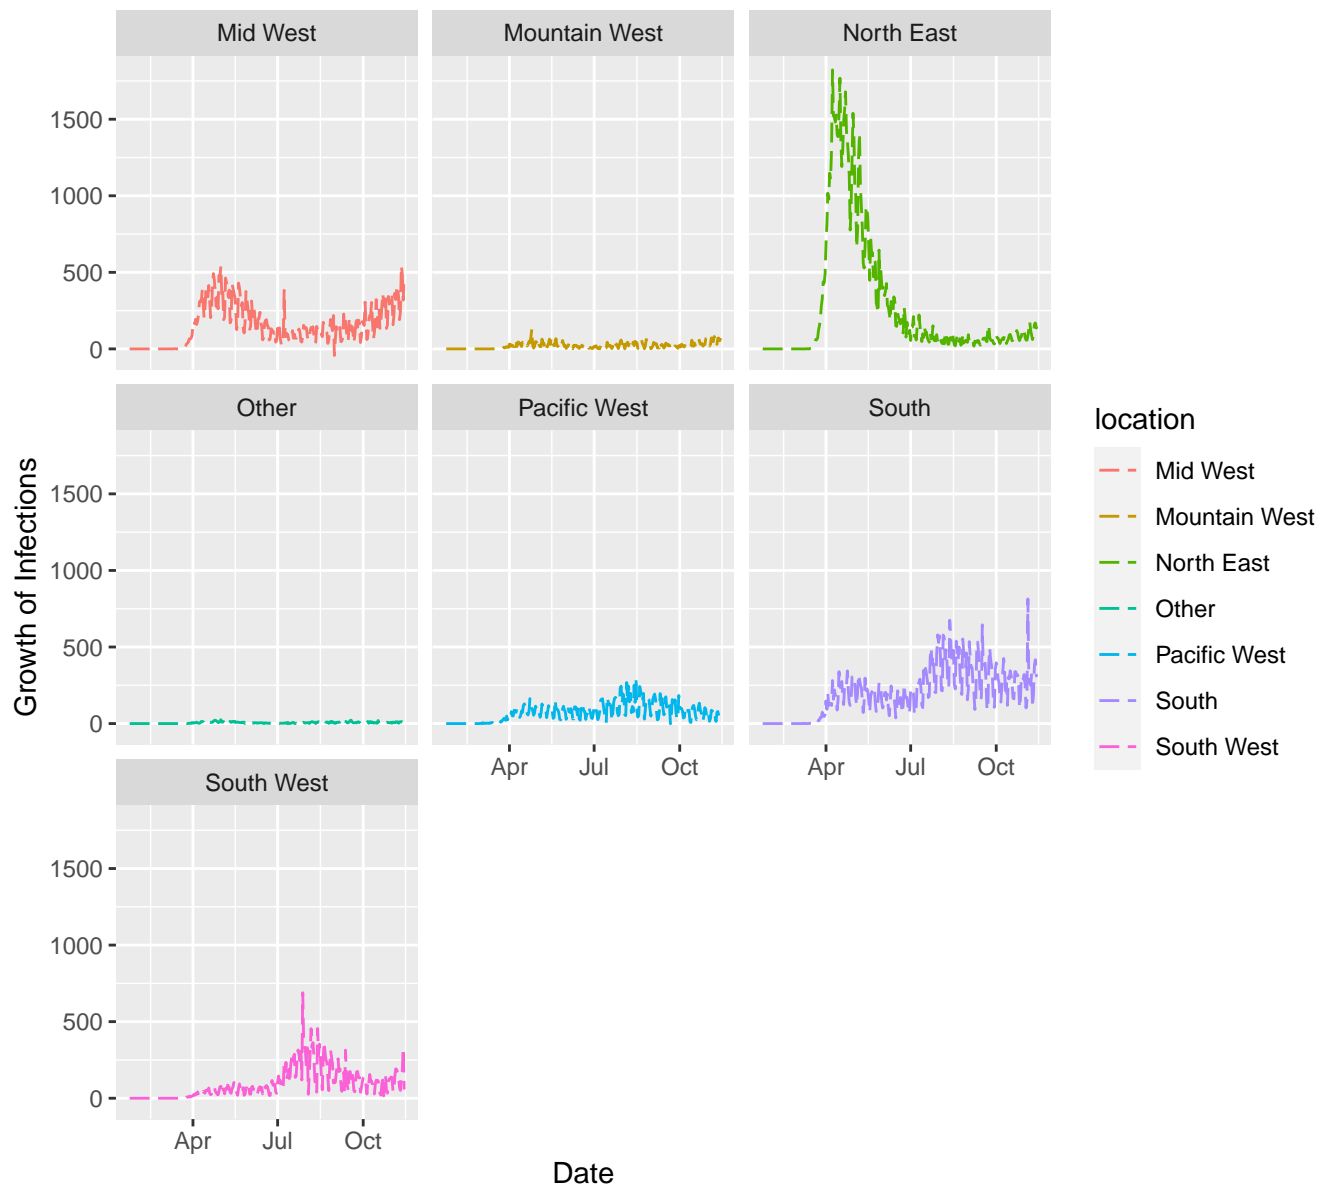 Mid West
Mountain West
North East
1500
1000
500
0
Other
Pacific West
South
1500
1000
500
0
Apr
Jul
Oct
Apr
Jul
Oct
South West
1500
1000
500
0
Apr
Jul
Oct
Growth of Infections
Date
location
Mid West
Mountain West
North East
Other
Pacific West
South
South West